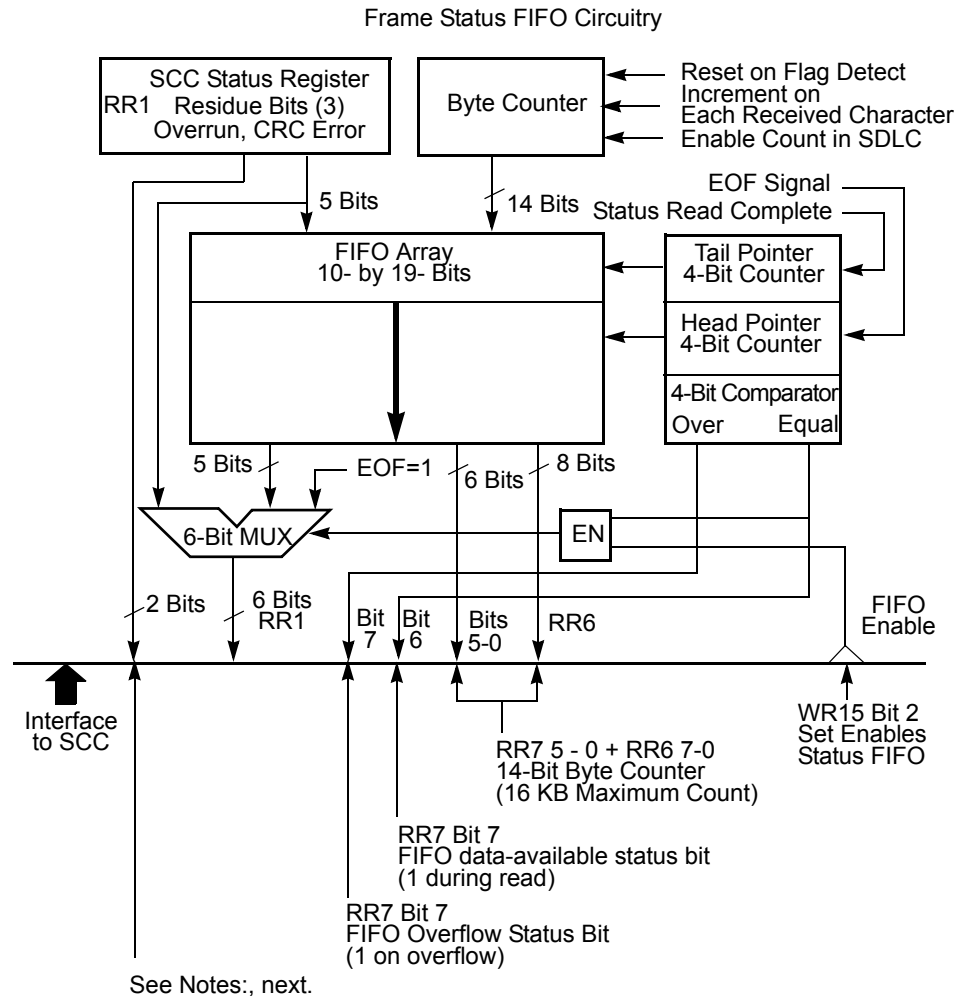 Frame Status FIFO Circuitry
SCC Status Register
RR1 Residue Bits (3)
Overrun, CRC Error
Byte Counter
Reset on Flag Detect
Increment on
Each Received Character
Enable Count in SDLC
EOF Signal
Status Read Complete
5 Bits
14 Bits
FIFO Array
10- by 19- Bits
Tail Pointer
4-Bit Counter
Head Pointer
4-Bit Counter
4-Bit Comparator
Over Equal
5 Bits
EOF=1
6 Bits
8 Bits
6-Bit MUX
EN
2 Bits
6 Bits
RR1
Bit
7
Bit
6
Bits
5-0
RR6
FIFO
Enable
Interface
to SCC
WR15 Bit 2
Set Enables
Status FIFO
RR7 5 - 0 + RR6 7-0
14-Bit Byte Counter
(16 KB Maximum Count)
RR7 Bit 7
FIFO data-available status bit
(1 during read)
RR7 Bit 7
FIFO Overflow Status Bit
(1 on overflow)
See Notes:, next.